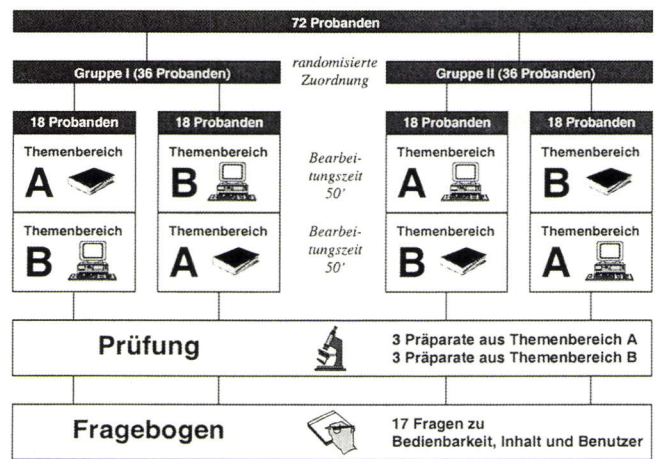 72 Probanden
Gruppe I (36 Probanden)
randomisierte
Zuordnung
Gruppe II (36 Probanden)
18 Probanden
18 Probanden
18 Probanden
18 Probanden
Themenbereich
A
Themenbereich
B
Bearbei-
tungszeit
50'
Themenbereich
A
Themenbereich
B
Themenbereich
B
Themenbereich
A
Bearbei-
tungszeit
50'
Themenbereich
B
Themenbereich
A
Prüfung
3 Präparate aus Themenbereich A
3 Präparate aus Themenbereich B
Fragebogen
17 Fragen zu
Bedienbarkeit, Inhalt und Benutzer